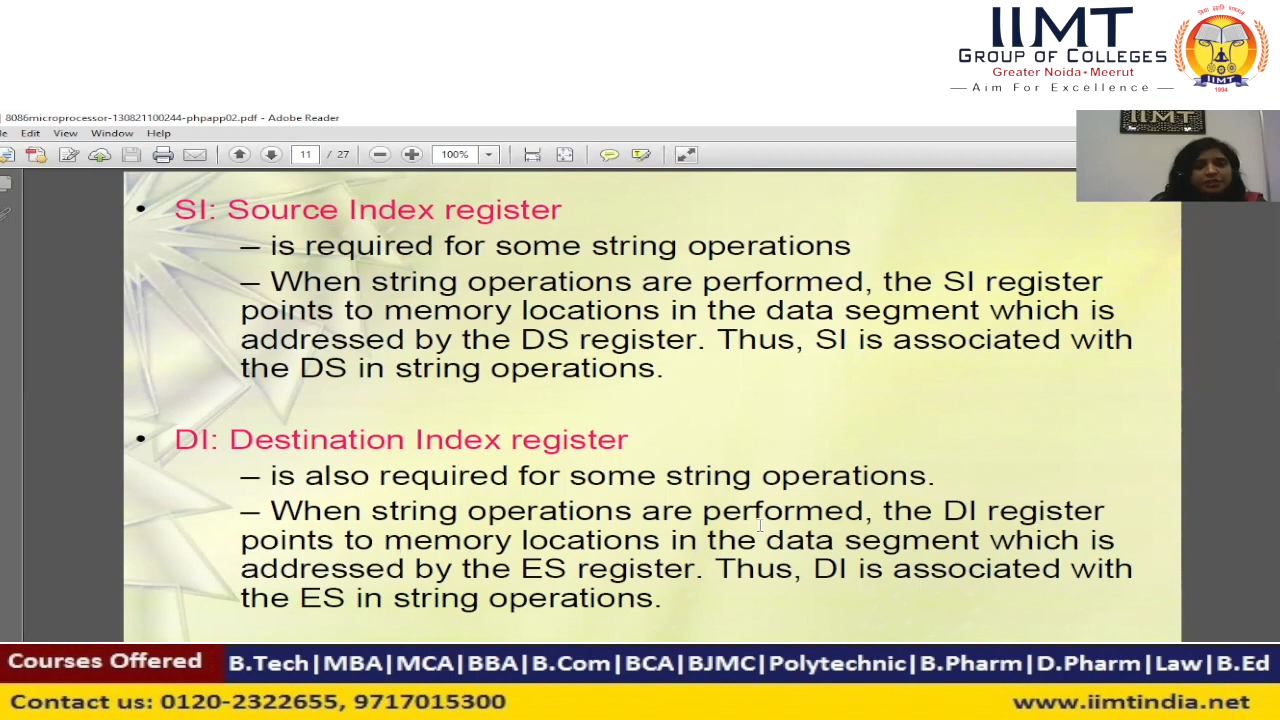 IIMT
GROUP OF COLLEGES
Greater Noida • Meerut
— Aim For Excellence —
IIMT
1994
8086microprocessor-130821100244-phpapp02.pdf - Adobe Reader
Edit View Window Help
11 / 27 100%
IIMT
• SI: Source Index register
– is required for some string operations
– When string operations are performed, the SI register
points to memory locations in the data segment which is
addressed by the DS register. Thus, SI is associated with
the DS in string operations.
• DI: Destination Index register
– is also required for some string operations.
– When string operations are performed, the DI register
points to memory locations in the data segment which is
addressed by the ES register. Thus, DI is associated with
the ES in string operations.
Courses Offered B.Tech|MBA|MCA|BBA|B.Com|BCA|BJMC|Polytechnic|B.Pharm|D.Pharm|Law|B.Ed
Contact us: 0120-2322655, 9717015300 www.iimtindia.net